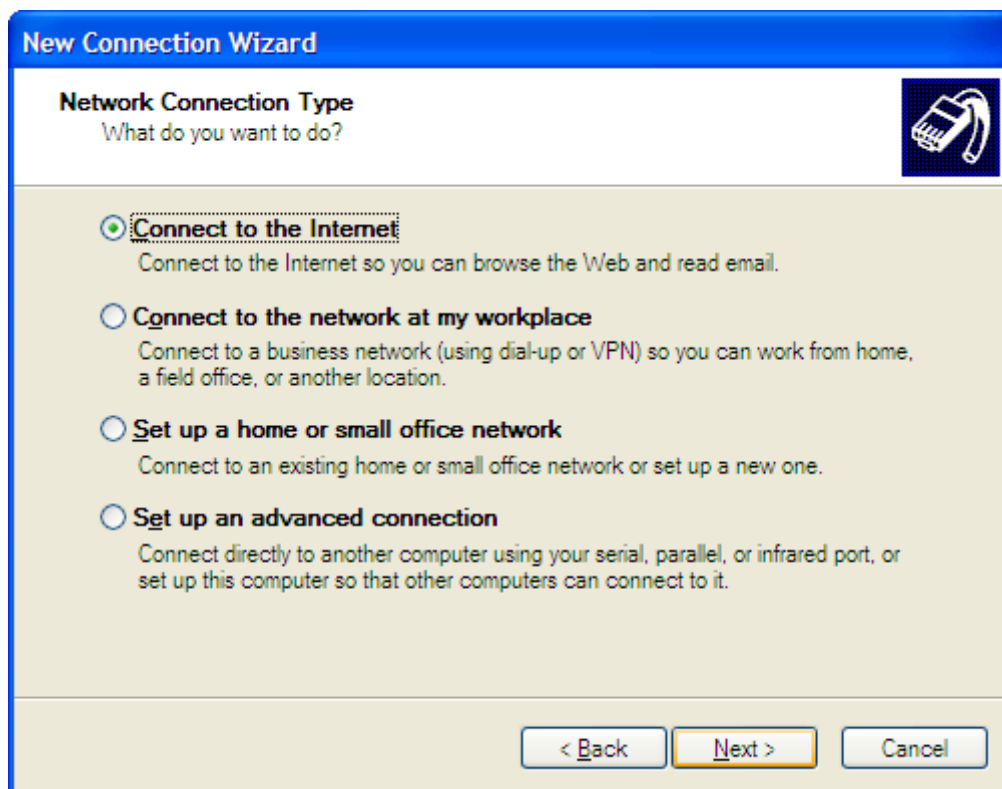 New Connection Wizard
Network Connection Type
What do you want to do?
Connect to the Internet
Connect to the Internet so you can browse the Web and read email.
Connect to the network at my workplace
Connect to a business network (using dial-up or VPN) so you can work from home,
a field office, or another location.
Set up a home or small office network
Connect to an existing home or small office network or set up a new one.
Set up an advanced connection
Connect directly to another computer using your serial, parallel, or infrared port, or
set up this computer so that other computers can connect to it.
< Back Next > Cancel